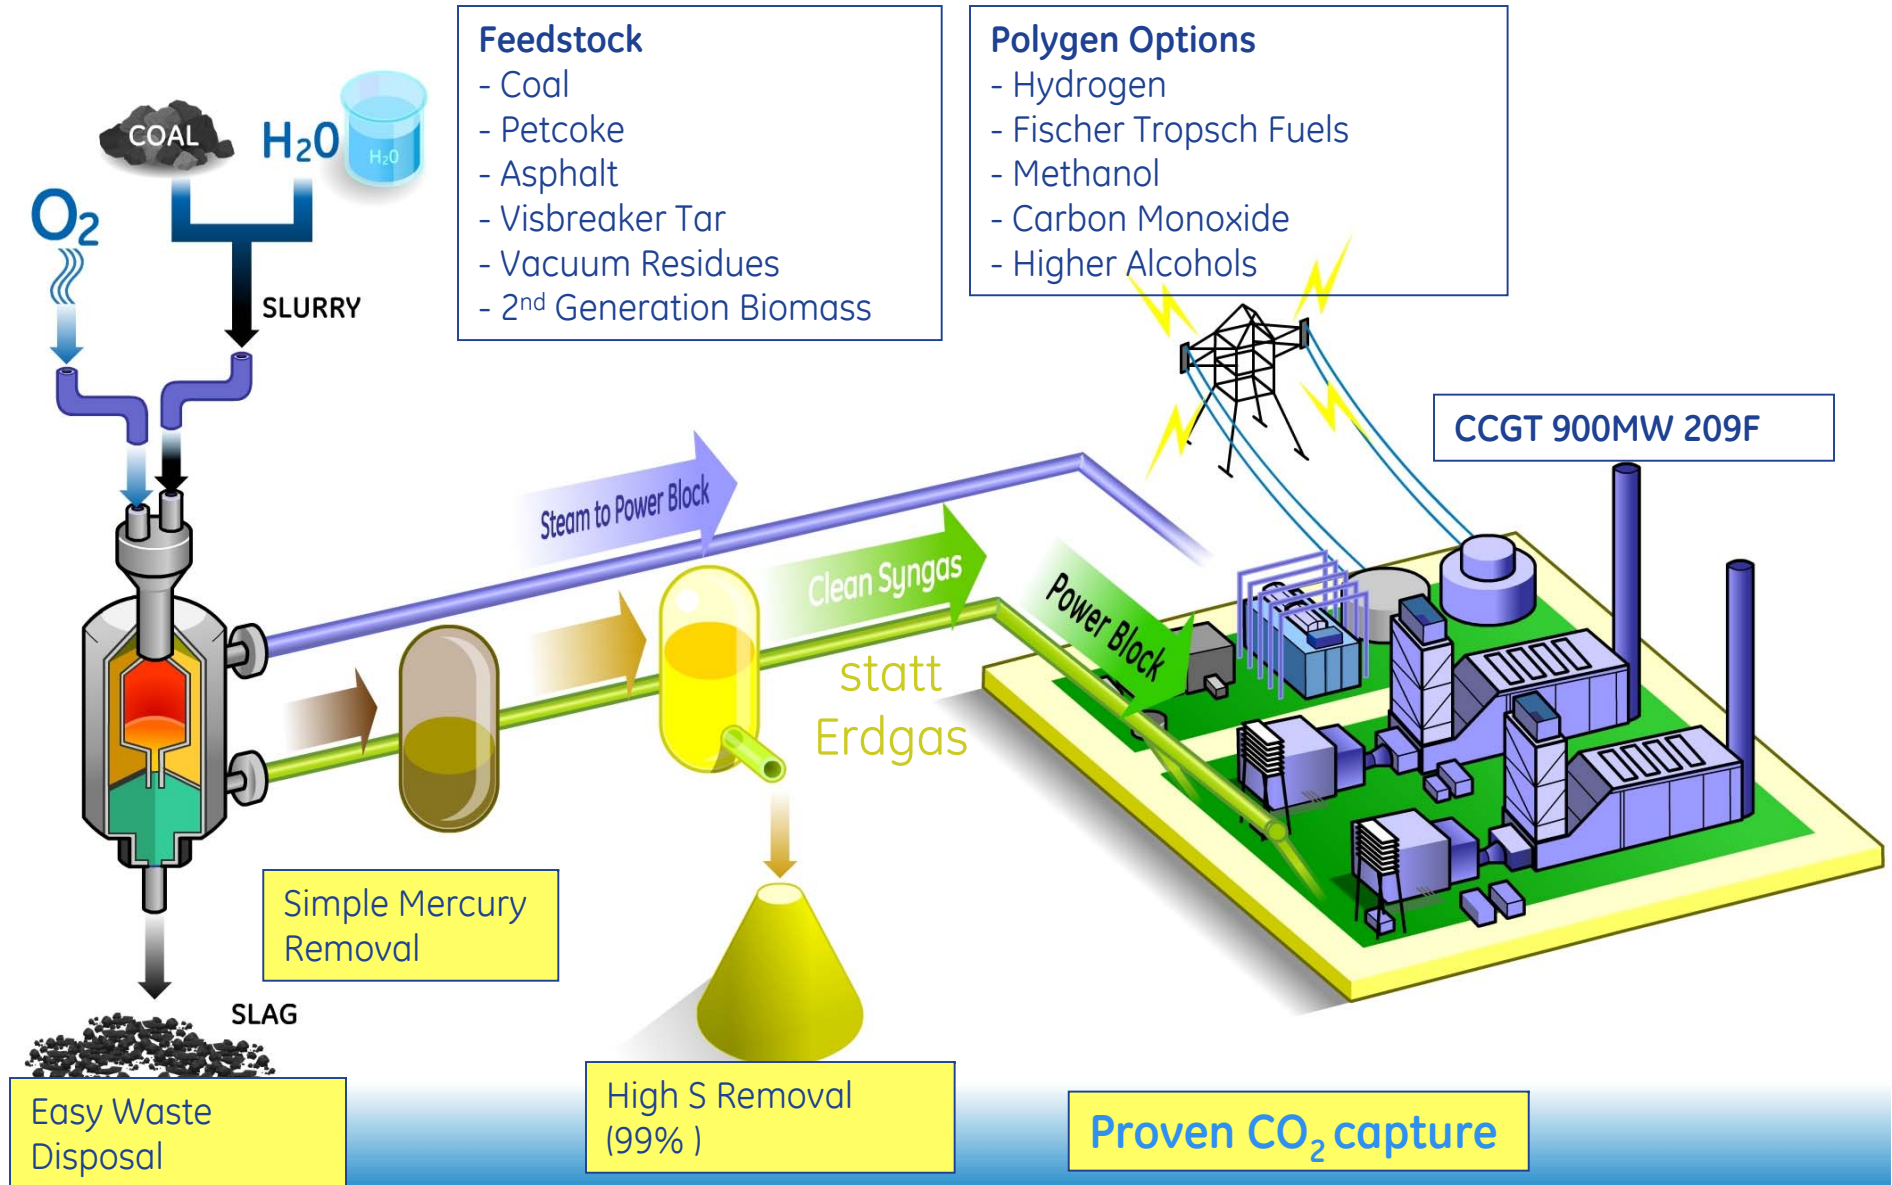 Feedstock
- Coal
- Petcoke
- Asphalt
- Visbreaker Tar
- Vacuum Residues
- 2nd Generation Biomass
Polygen Options
- Hydrogen
- Fischer Tropsch Fuels
- Methanol
- Carbon Monoxide
- Higher Alcohols
COAL
H₂0
H₂0
O₂
SLURRY
CCGT 900MW 209F
Steam to Power Block
Clean Syngas
Power Block
statt
Erdgas
Simple Mercury
Removal
SLAG
Easy Waste
Disposal
High S Removal
(99% )
Proven CO₂ capture